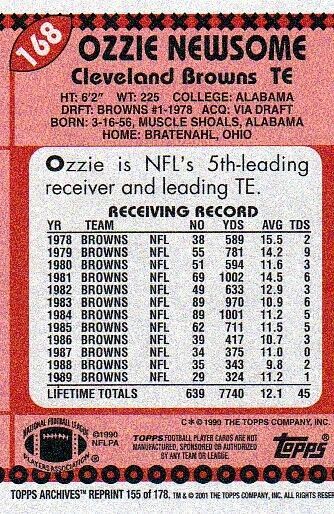 168
OZZIE NEWSOME
Cleveland Browns TE
HT: 6'2" WT: 225 COLLEGE: ALABAMA
DRFT: BROWNS #1-1978 ACQ: VIA DRAFT
BORN: 3-16-56, MUSCLE SHOALS, ALABAMA
HOME: BRATENAHL, OHIO
Ozzie is NFL's 5th-leading
receiver and leading TE.
RECEIVING RECORD
YR TEAM NO YDS AVG TDS
1978 BROWNS NFL 38 589 15.5 2
1979 BROWNS NFL 55 781 14.2 9
1980 BROWNS NFL 51 594 11.6 3
1981 BROWNS NFL 69 1002 14.5 6
1982 BROWNS NFL 49 633 12.9 3
1983 BROWNS NFL 89 970 10.9 6
1984 BROWNS NFL 89 1001 11.2 5
1985 BROWNS NFL 62 711 11.5 5
1986 BROWNS NFL 39 417 10.7 3
1987 BROWNS NFL 34 375 11.0 0
1988 BROWNS NFL 35 343 9.8 2
1989 BROWNS NFL 29 324 11.2 1
LIFETIME TOTALS 639 7740 12.1 45
C * © 1990 THE TOPPS COMPANY, INC.
NATIONAL FOOTBALL LEAGUE
PLAYERS ASSOCIATION
©1990
NFLPA
TOPPS FOOTBALL PLAYER CARDS ARE NOT
MANUFACTURED, SPONSORED OR AUTHORIZED
BY ANY TEAM OR LEAGUE.
topps
TOPPS ARCHIVES™ REPRINT 155 of 178. TM & © 2001 THE TOPPS COMPANY, INC. ALL RIGHTS RESER